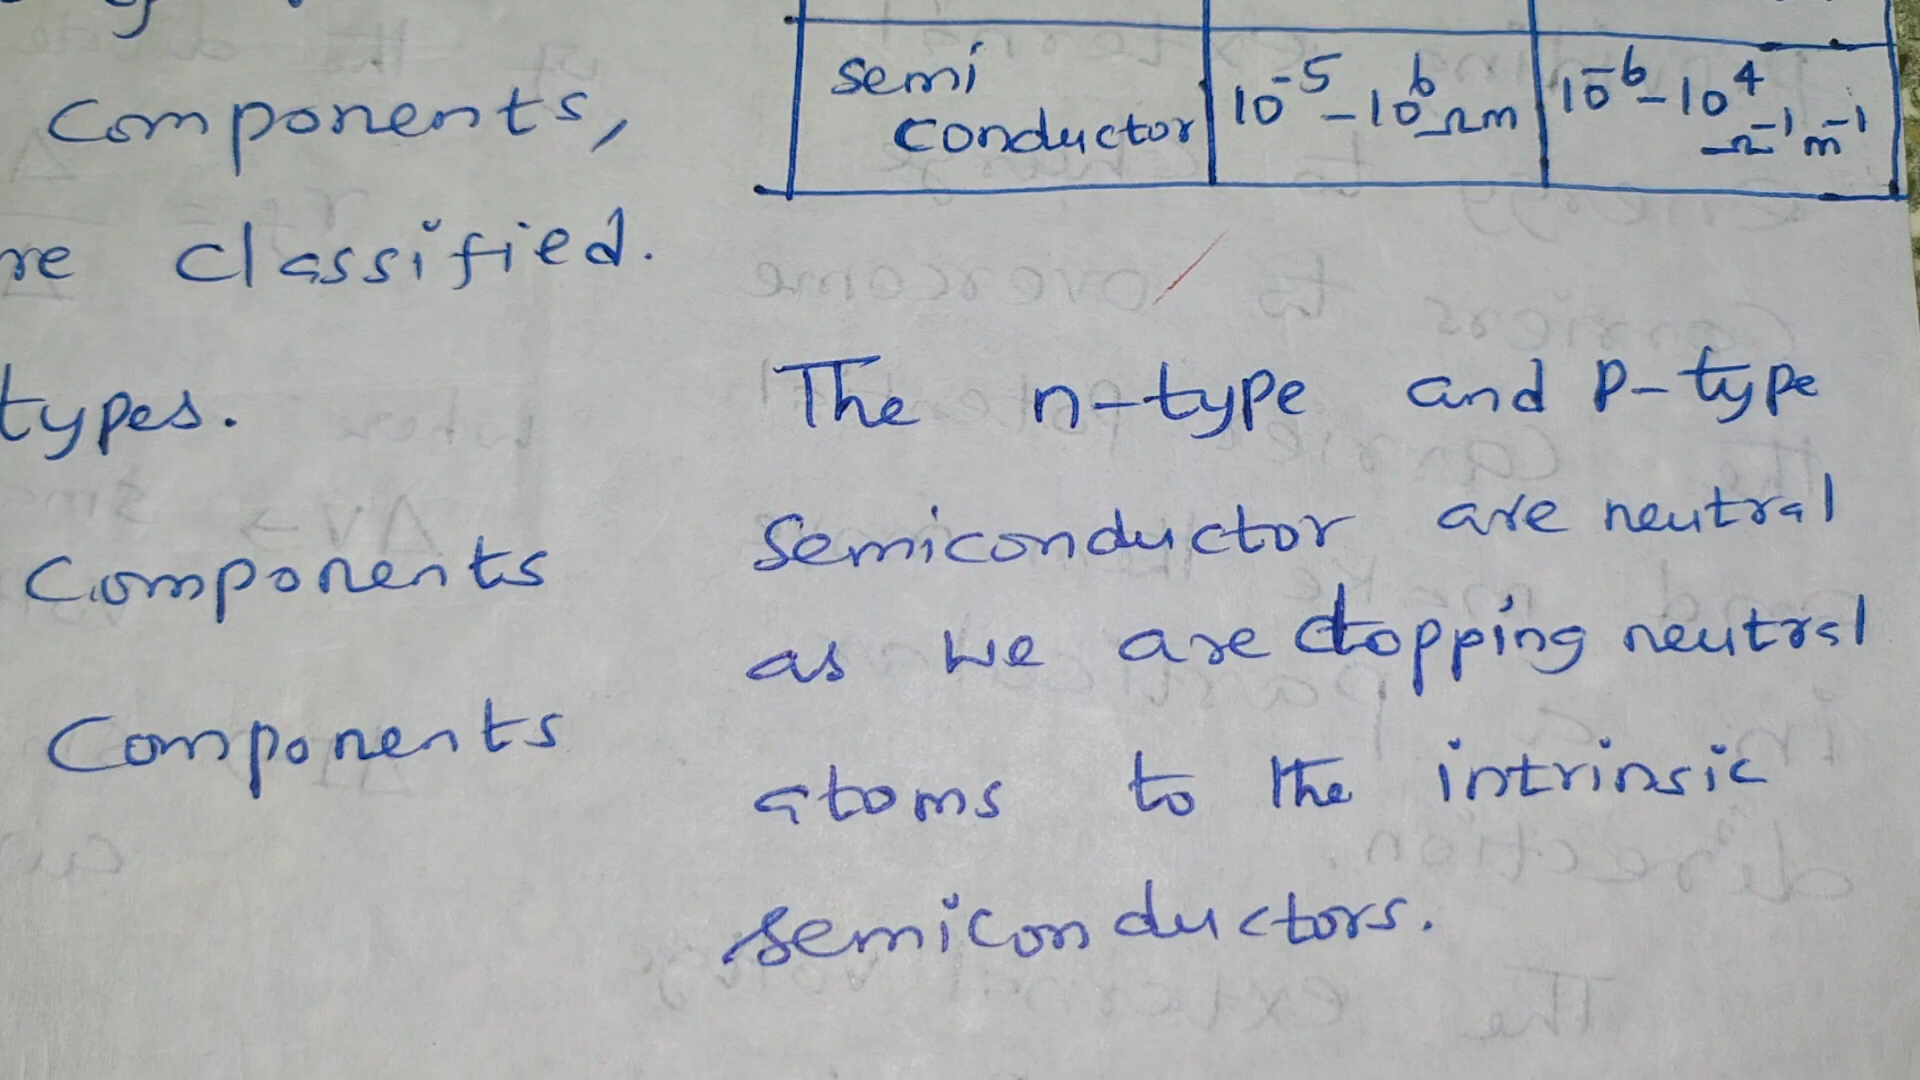 components,
re classified.
types.
components
components
semi conductor | 10⁻⁵ – 10⁶ Ωm | 10⁻⁶ – 10⁴ Ω⁻¹ m⁻¹
The n-type and p-type
semiconductor are neutral
as we are dopping neutral
atoms to the intrinsic
semiconductors.